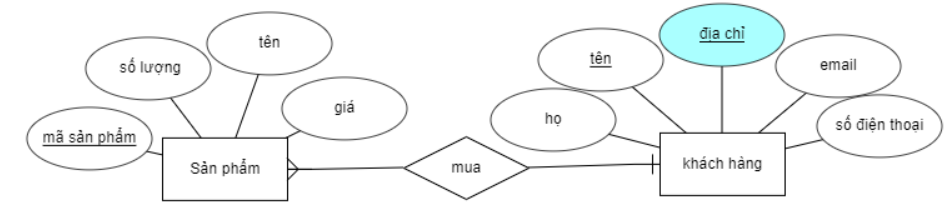 mã sản phẩm
số lượng
tên
giá
Sản phẩm
mua
họ
tên
địa chỉ
email
số điện thoại
khách hàng